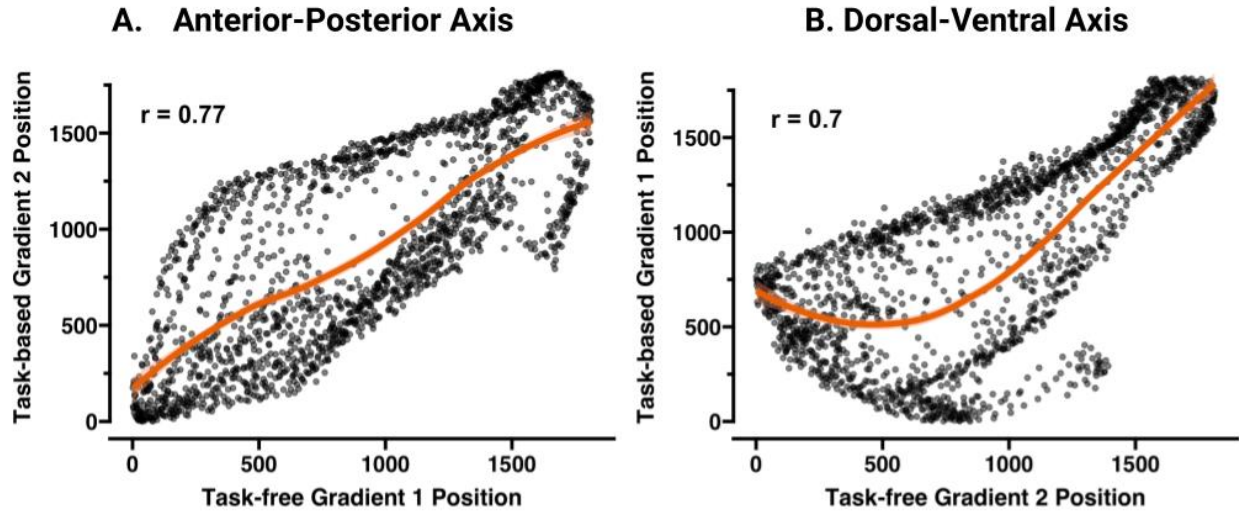 A. Anterior-Posterior Axis
Task-based Gradient 2 Position
r = 0.77
1500
1000
500
0
0 500 1000 1500
Task-free Gradient 1 Position
B. Dorsal-Ventral Axis
Task-based Gradient 1 Position
r = 0.7
1500
1000
500
0
0 500 1000 1500
Task-free Gradient 2 Position